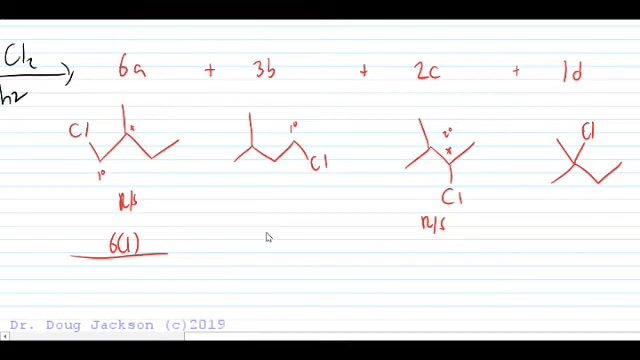 Cl₂
hν
6a + 3b + 2c + 1d
Cl * 1° Cl 2° * Cl
1° Cl
R/S R/S
6(1)
Dr. Doug Jackson (c)2019